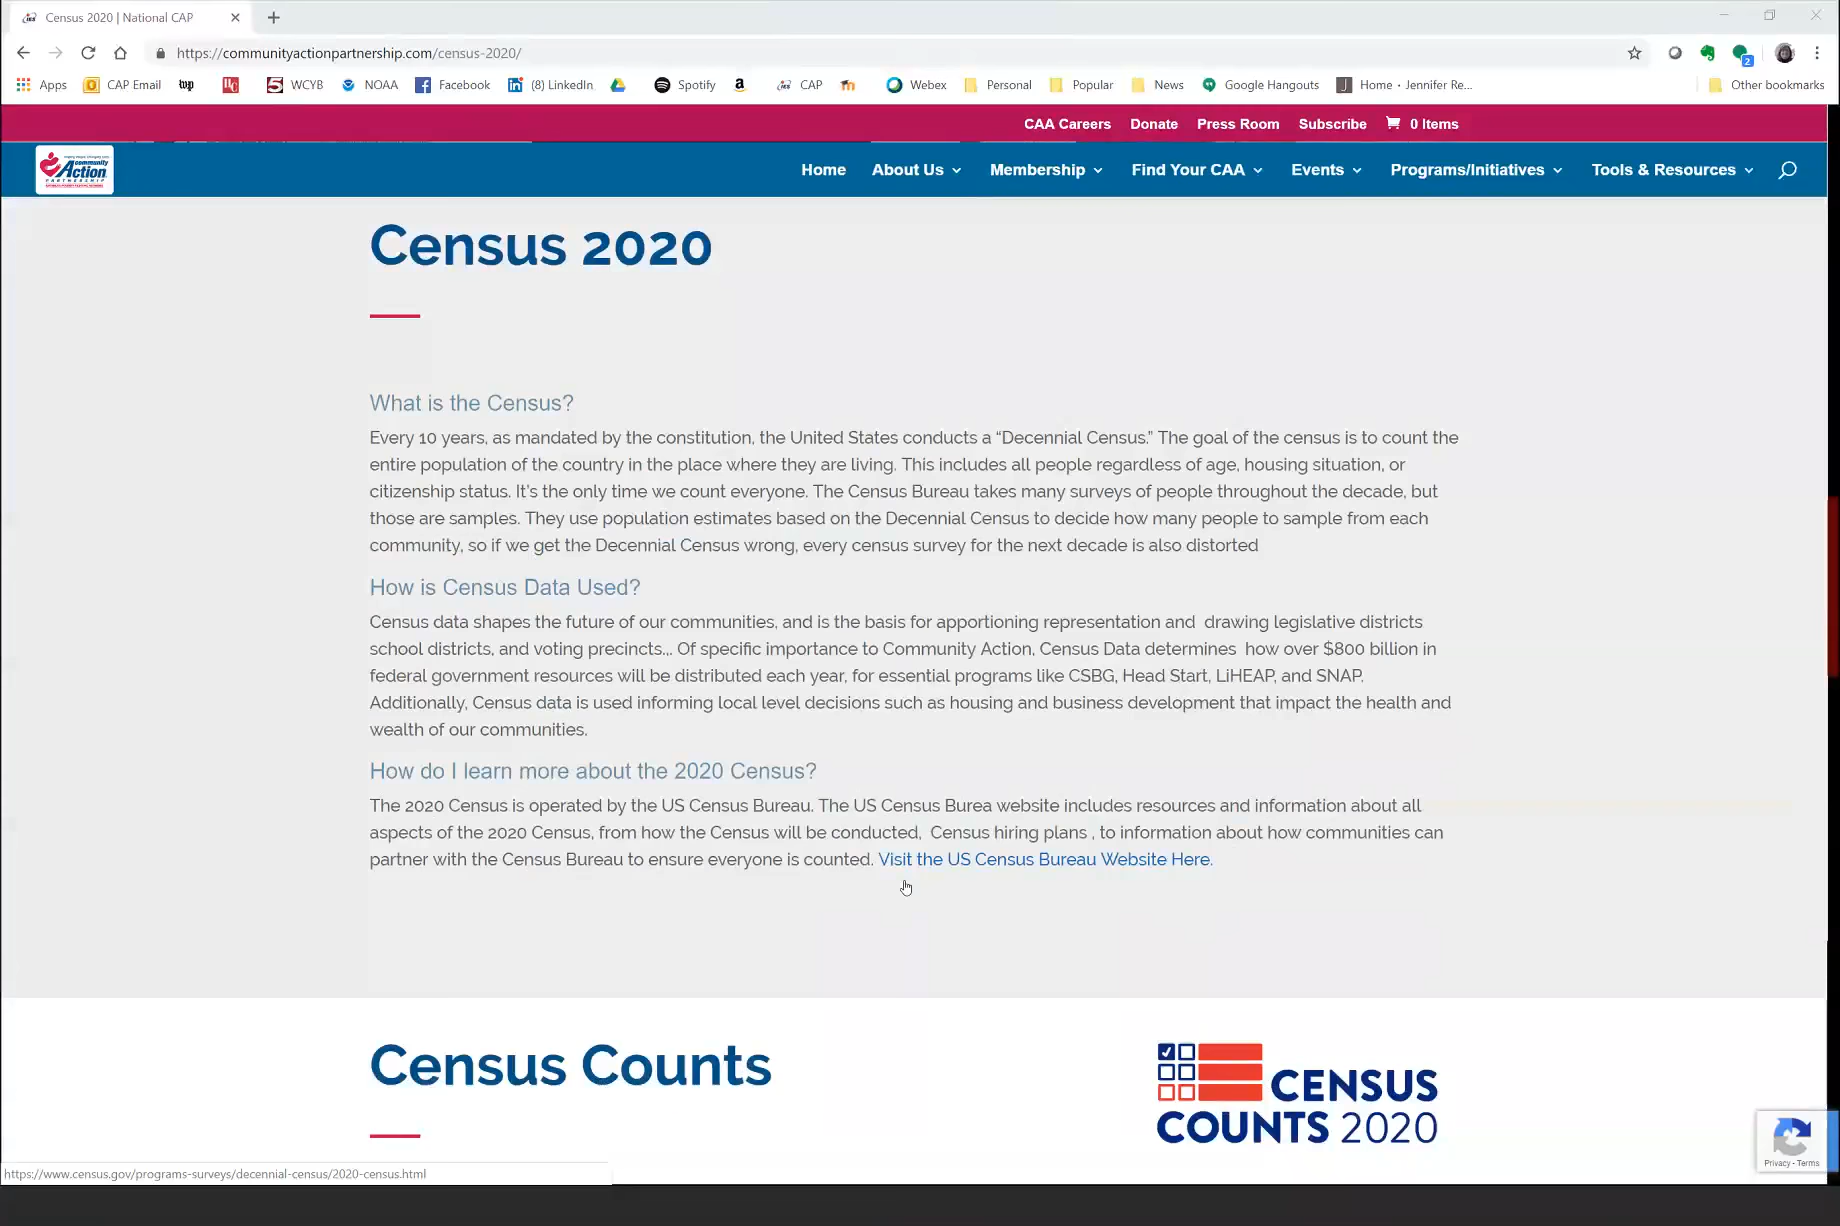 Census 2020 | National CAP
https://communityactionpartnership.com/census-2020/
2
Apps CAP Email wp WCYB NOAA Facebook (8) LinkedIn Spotify a CAP Webex Personal Popular News Google Hangouts Home • Jennifer Re... Other bookmarks
CAA Careers Donate Press Room Subscribe 0 Items
community Action PARTNERSHIP
Home About Us Membership Find Your CAA Events Programs/Initiatives Tools & Resources
Census 2020
What is the Census?
Every 10 years, as mandated by the constitution, the United States conducts a “Decennial Census.” The goal of the census is to count the
entire population of the country in the place where they are living. This includes all people regardless of age, housing situation, or
citizenship status. It’s the only time we count everyone. The Census Bureau takes many surveys of people throughout the decade, but
those are samples. They use population estimates based on the Decennial Census to decide how many people to sample from each
community, so if we get the Decennial Census wrong, every census survey for the next decade is also distorted
How is Census Data Used?
Census data shapes the future of our communities, and is the basis for apportioning representation and drawing legislative districts
school districts, and voting precincts... Of specific importance to Community Action, Census Data determines how over $800 billion in
federal government resources will be distributed each year, for essential programs like CSBG, Head Start, LiHEAP, and SNAP.
Additionally, Census data is used informing local level decisions such as housing and business development that impact the health and
wealth of our communities.
How do I learn more about the 2020 Census?
The 2020 Census is operated by the US Census Bureau. The US Census Burea website includes resources and information about all
aspects of the 2020 Census, from how the Census will be conducted, Census hiring plans , to information about how communities can
partner with the Census Bureau to ensure everyone is counted. Visit the US Census Bureau Website Here.
Census Counts
CENSUS
COUNTS 2020
Privacy - Terms
https://www.census.gov/programs-surveys/decennial-census/2020-census.html